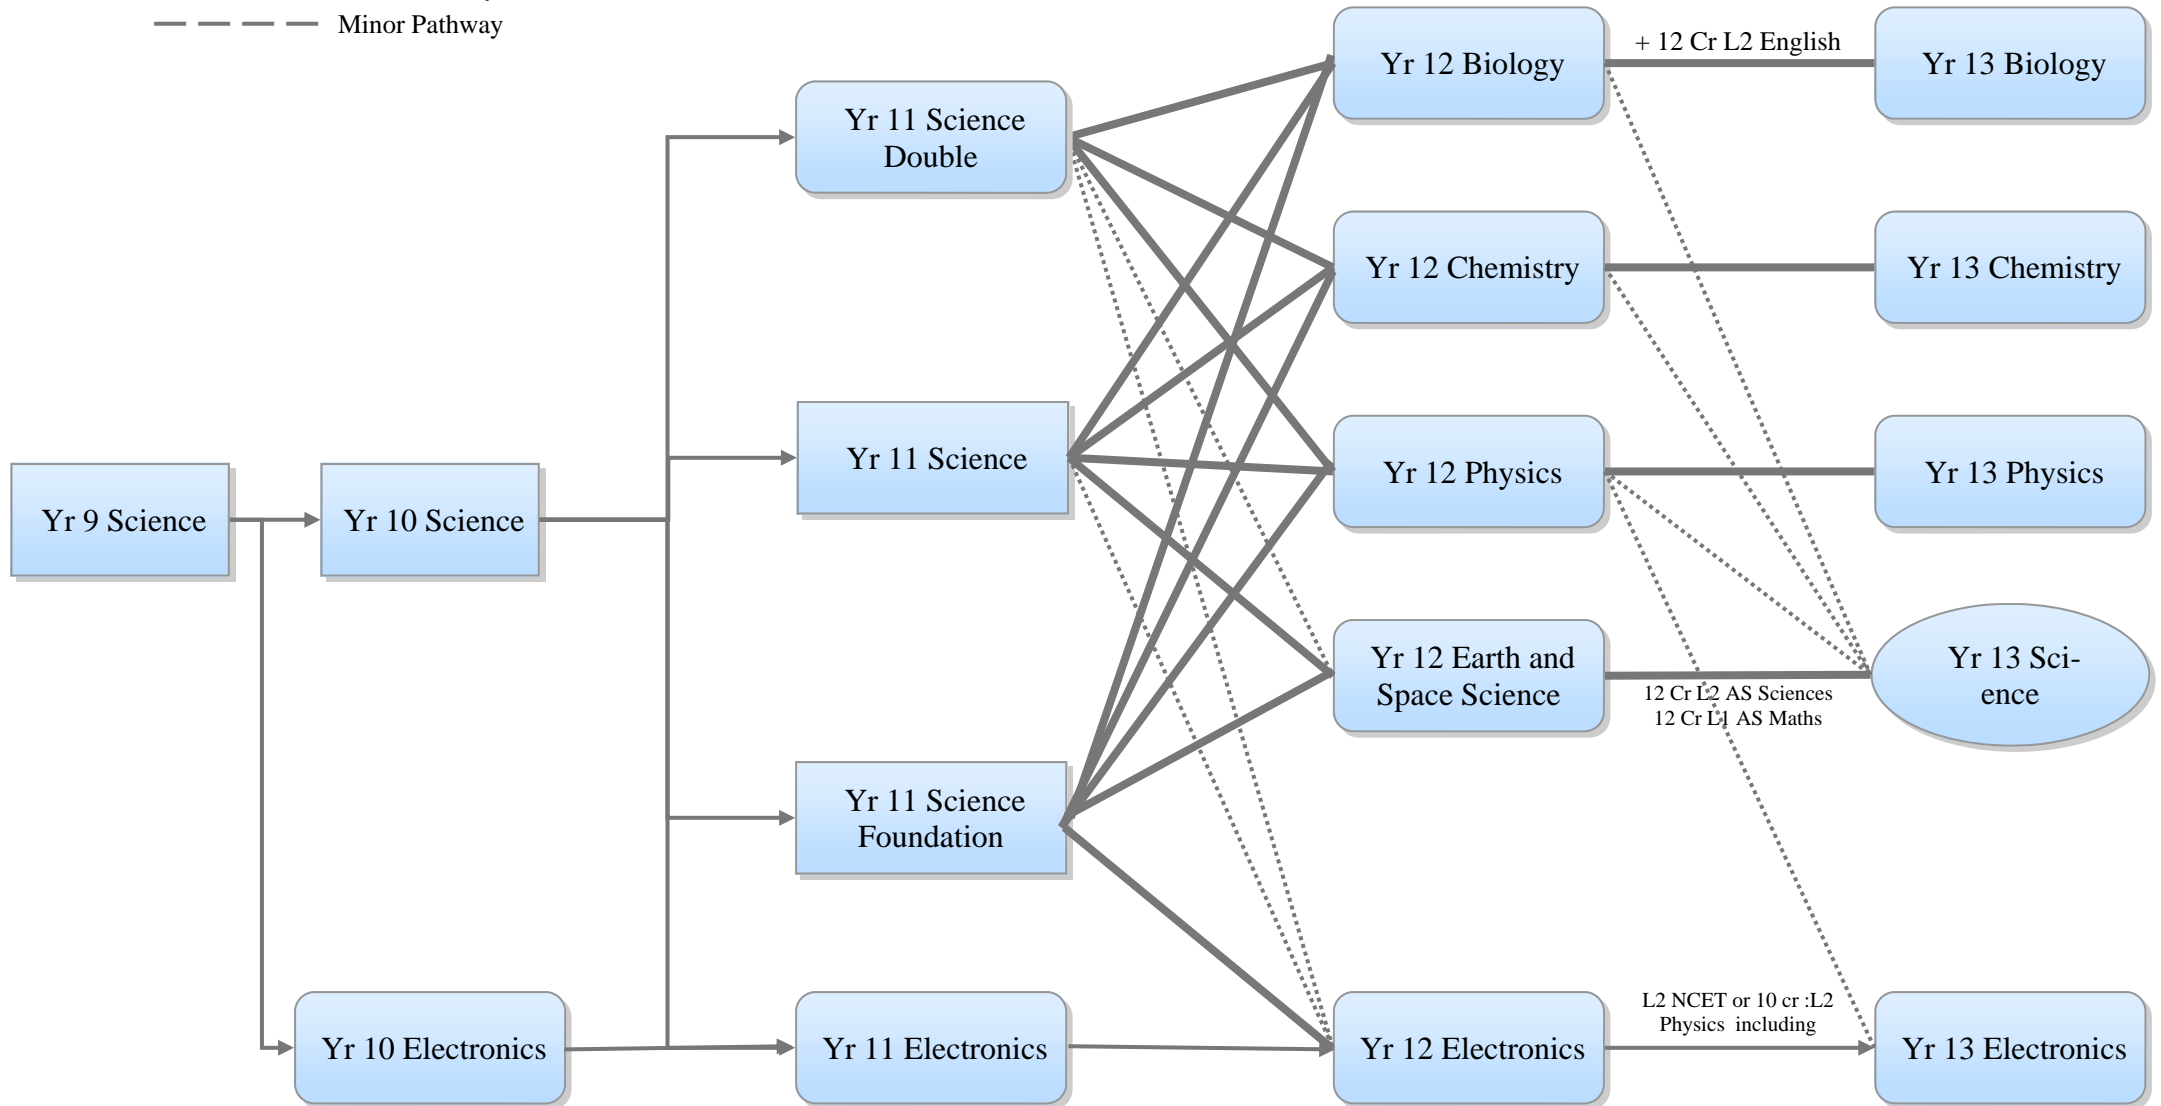 Minor Pathway
Yr 12 Biology
+ 12 Cr L2 English
Yr 13 Biology
Yr 11 Science
Double
Yr 12 Chemistry
Yr 13 Chemistry
Yr 11 Science
Yr 12 Physics
Yr 13 Physics
Yr 9 Science
Yr 10 Science
Yr 12 Earth and
Space Science
12 Cr L2 AS Sciences
12 Cr L1 AS Maths
Yr 13 Sci-
ence
Yr 11 Science
Foundation
Yr 10 Electronics
Yr 11 Electronics
Yr 12 Electronics
L2 NCET or 10 cr :L2
Physics including
Yr 13 Electronics